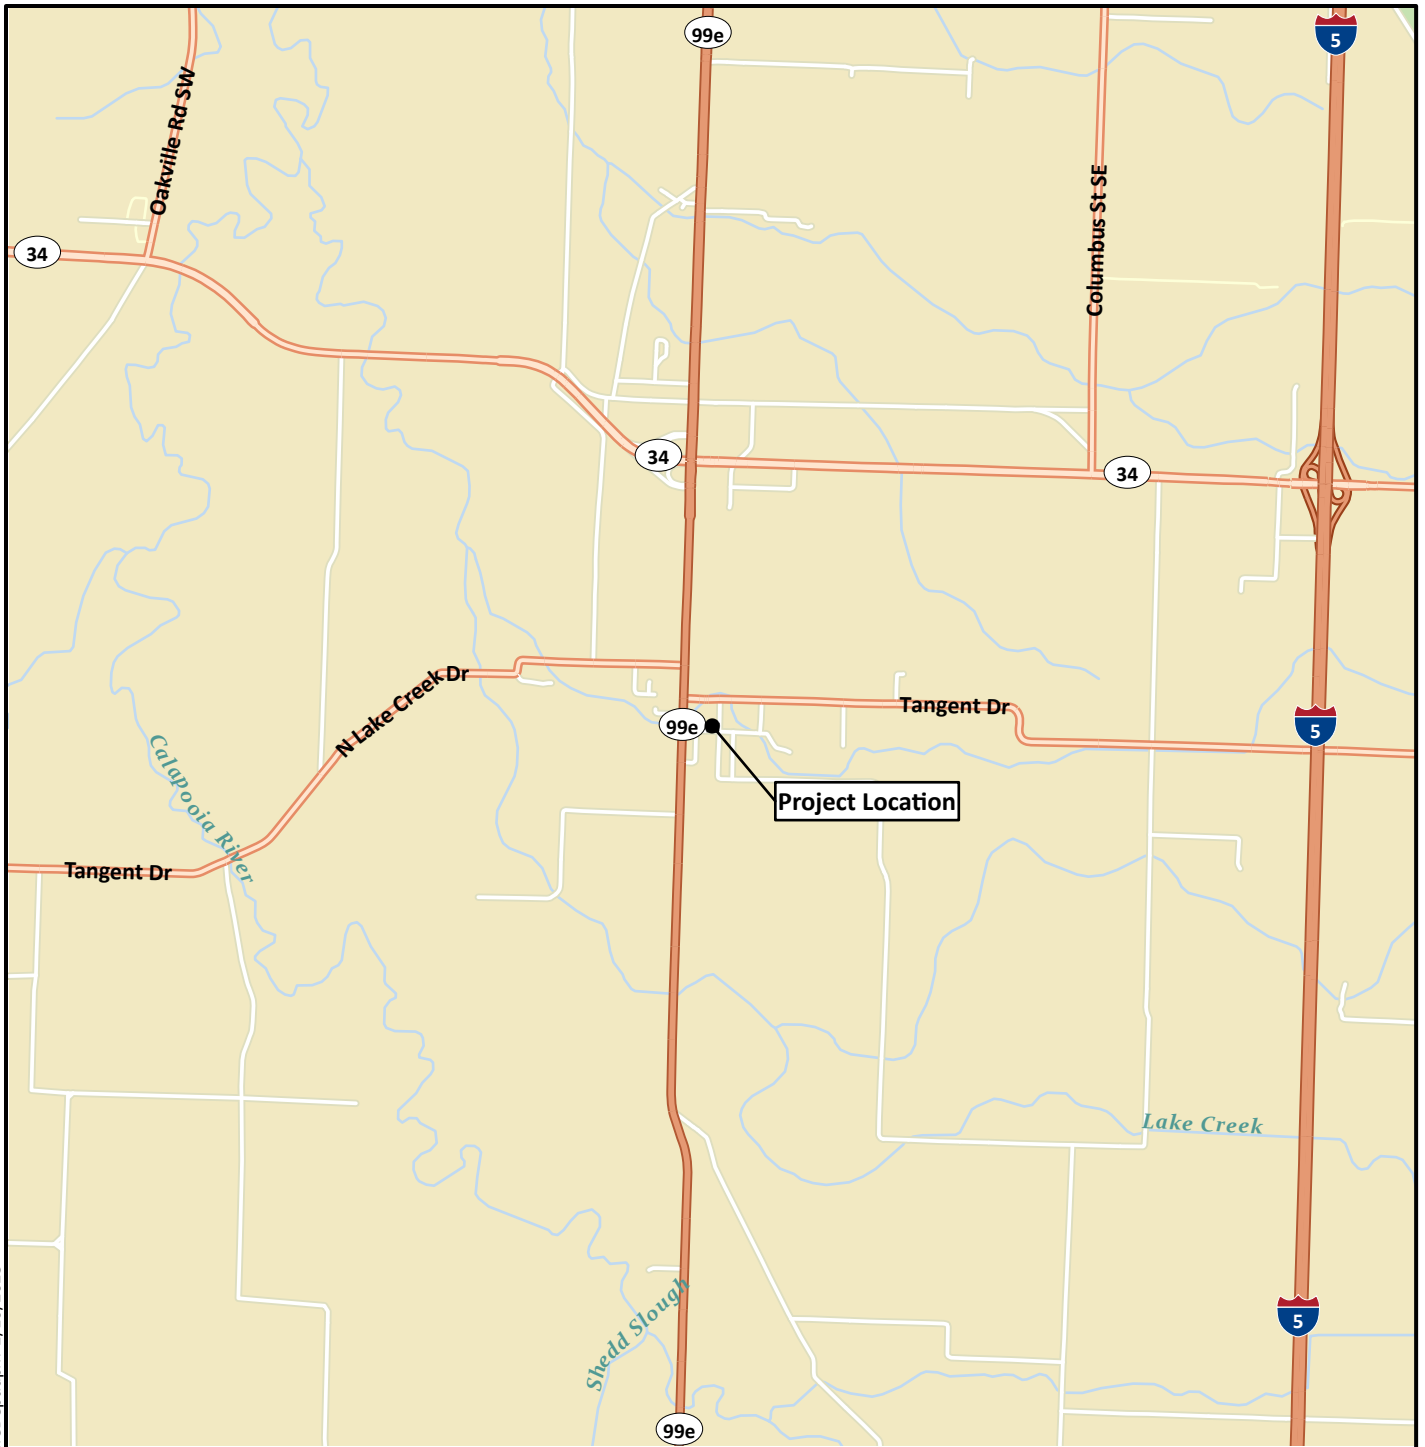 99e
5
Oakville Rd SW
Columbus St SE
34
34
34
N Lake Creek Dr
Tangent Dr
99e
5
Calapooia River
Project Location
Tangent Dr
Lake Creek
Shedd Slough
5
99e